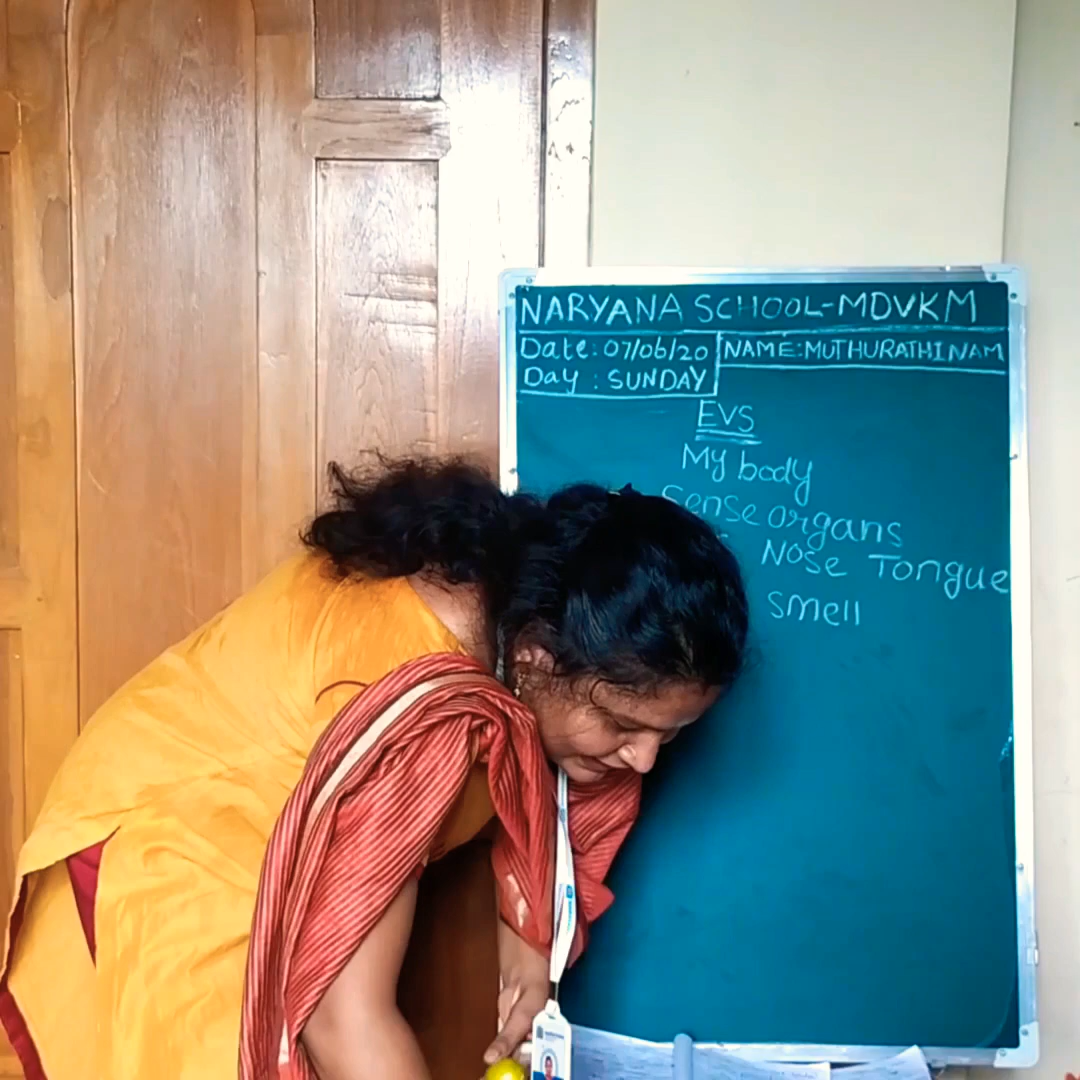 NARYANA SCHOOL-MDVKM
Date: 07/06/20
Day : SUNDAY
NAME:MUTHURATHINAM
EVS
My body
Sense organs
Nose Tongue
smell